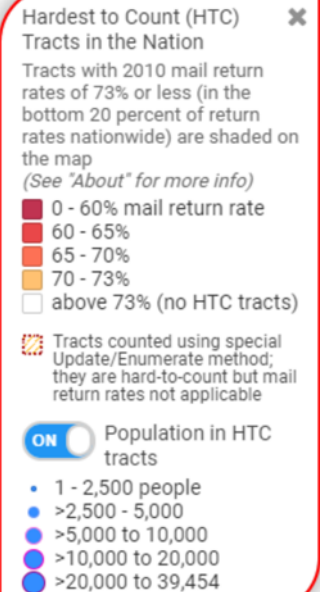 Hardest to Count (HTC)
Tracts in the Nation
Tracts with 2010 mail return
rates of 73% or less (in the
bottom 20 percent of return
rates nationwide) are shaded on
the map
(See "About" for more info)
0 - 60% mail return rate
60 - 65%
65 - 70%
70 - 73%
above 73% (no HTC tracts)
Tracts counted using special
Update/Enumerate method;
they are hard-to-count but mail
return rates not applicable
ON Population in HTC
tracts
1 - 2,500 people
>2,500 - 5,000
>5,000 to 10,000
>10,000 to 20,000
>20,000 to 39,454